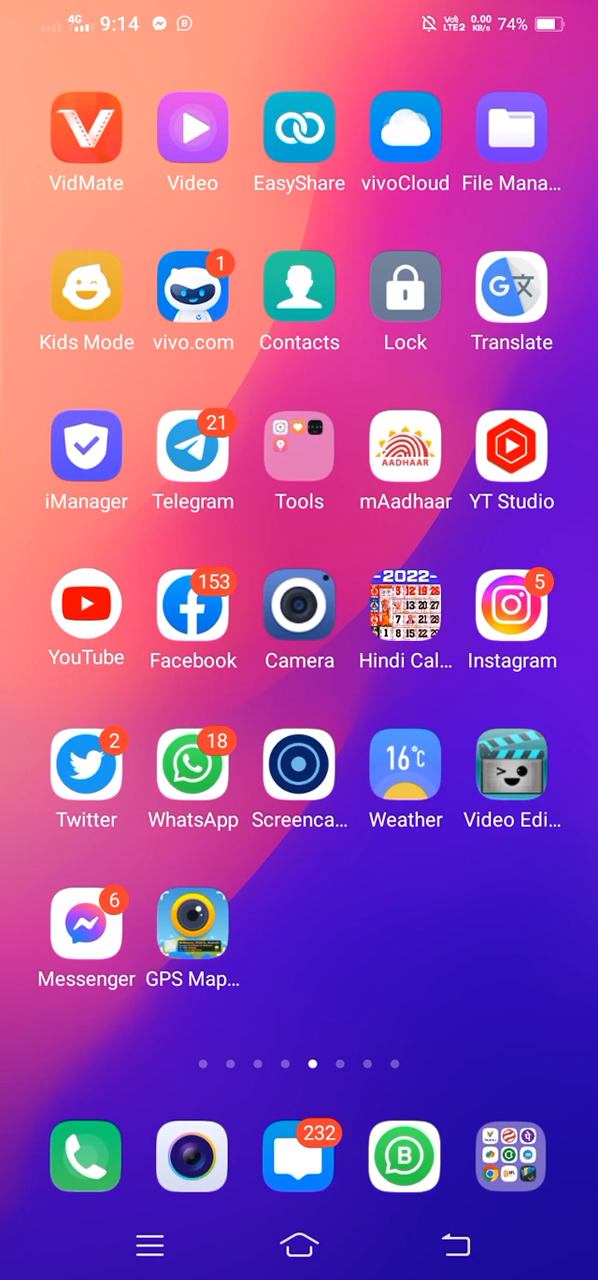 4G 9:14 B VoB LTE2 0.00 KB/s 74%
VidMate Video EasyShare vivoCloud File Mana...
1
Kids Mode vivo.com Contacts Lock Translate
21
AADHAAR
iManager Telegram Tools mAadhaar YT Studio
153 -2022- 5
YouTube Facebook Camera Hindi Cal... Instagram
2 18 16°C
Twitter WhatsApp Screenca... Weather Video Edi...
6
Messenger GPS Map...
232
B